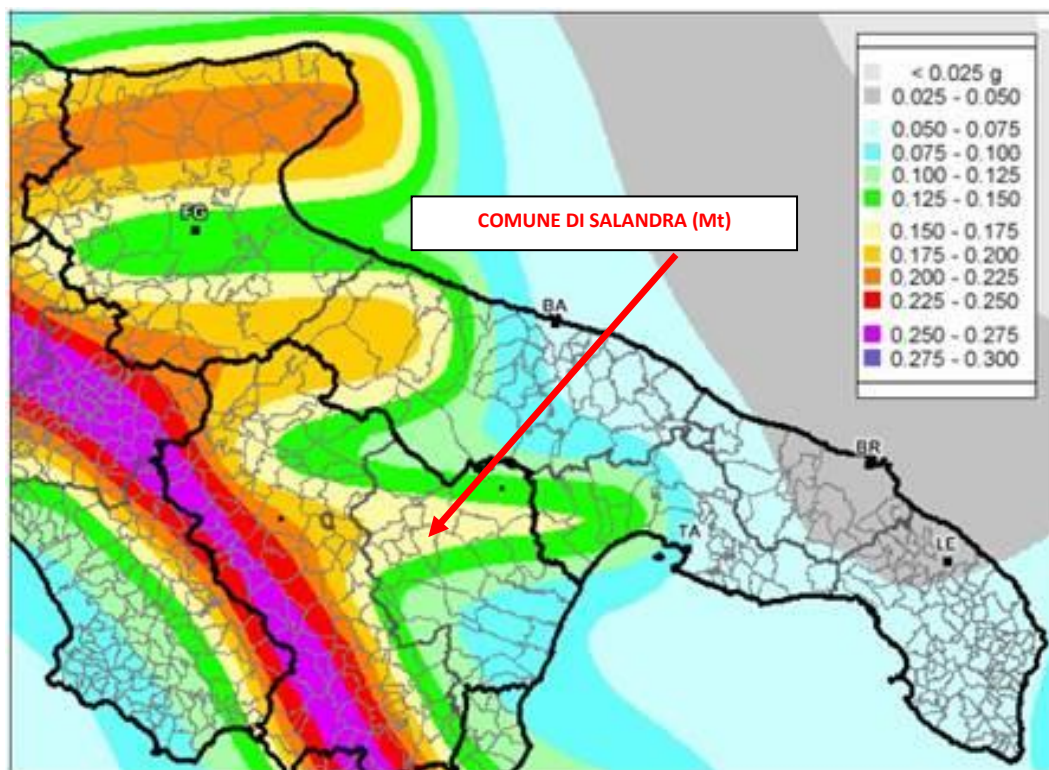 < 0.025 g
0.025 - 0.050
0.050 - 0.075
0.075 - 0.100
0.100 - 0.125
0.125 - 0.150
0.150 - 0.175
0.175 - 0.200
0.200 - 0.225
0.225 - 0.250
0.250 - 0.275
0.275 - 0.300
FG
COMUNE DI SALANDRA (Mt)
BA
BR
TA
LE